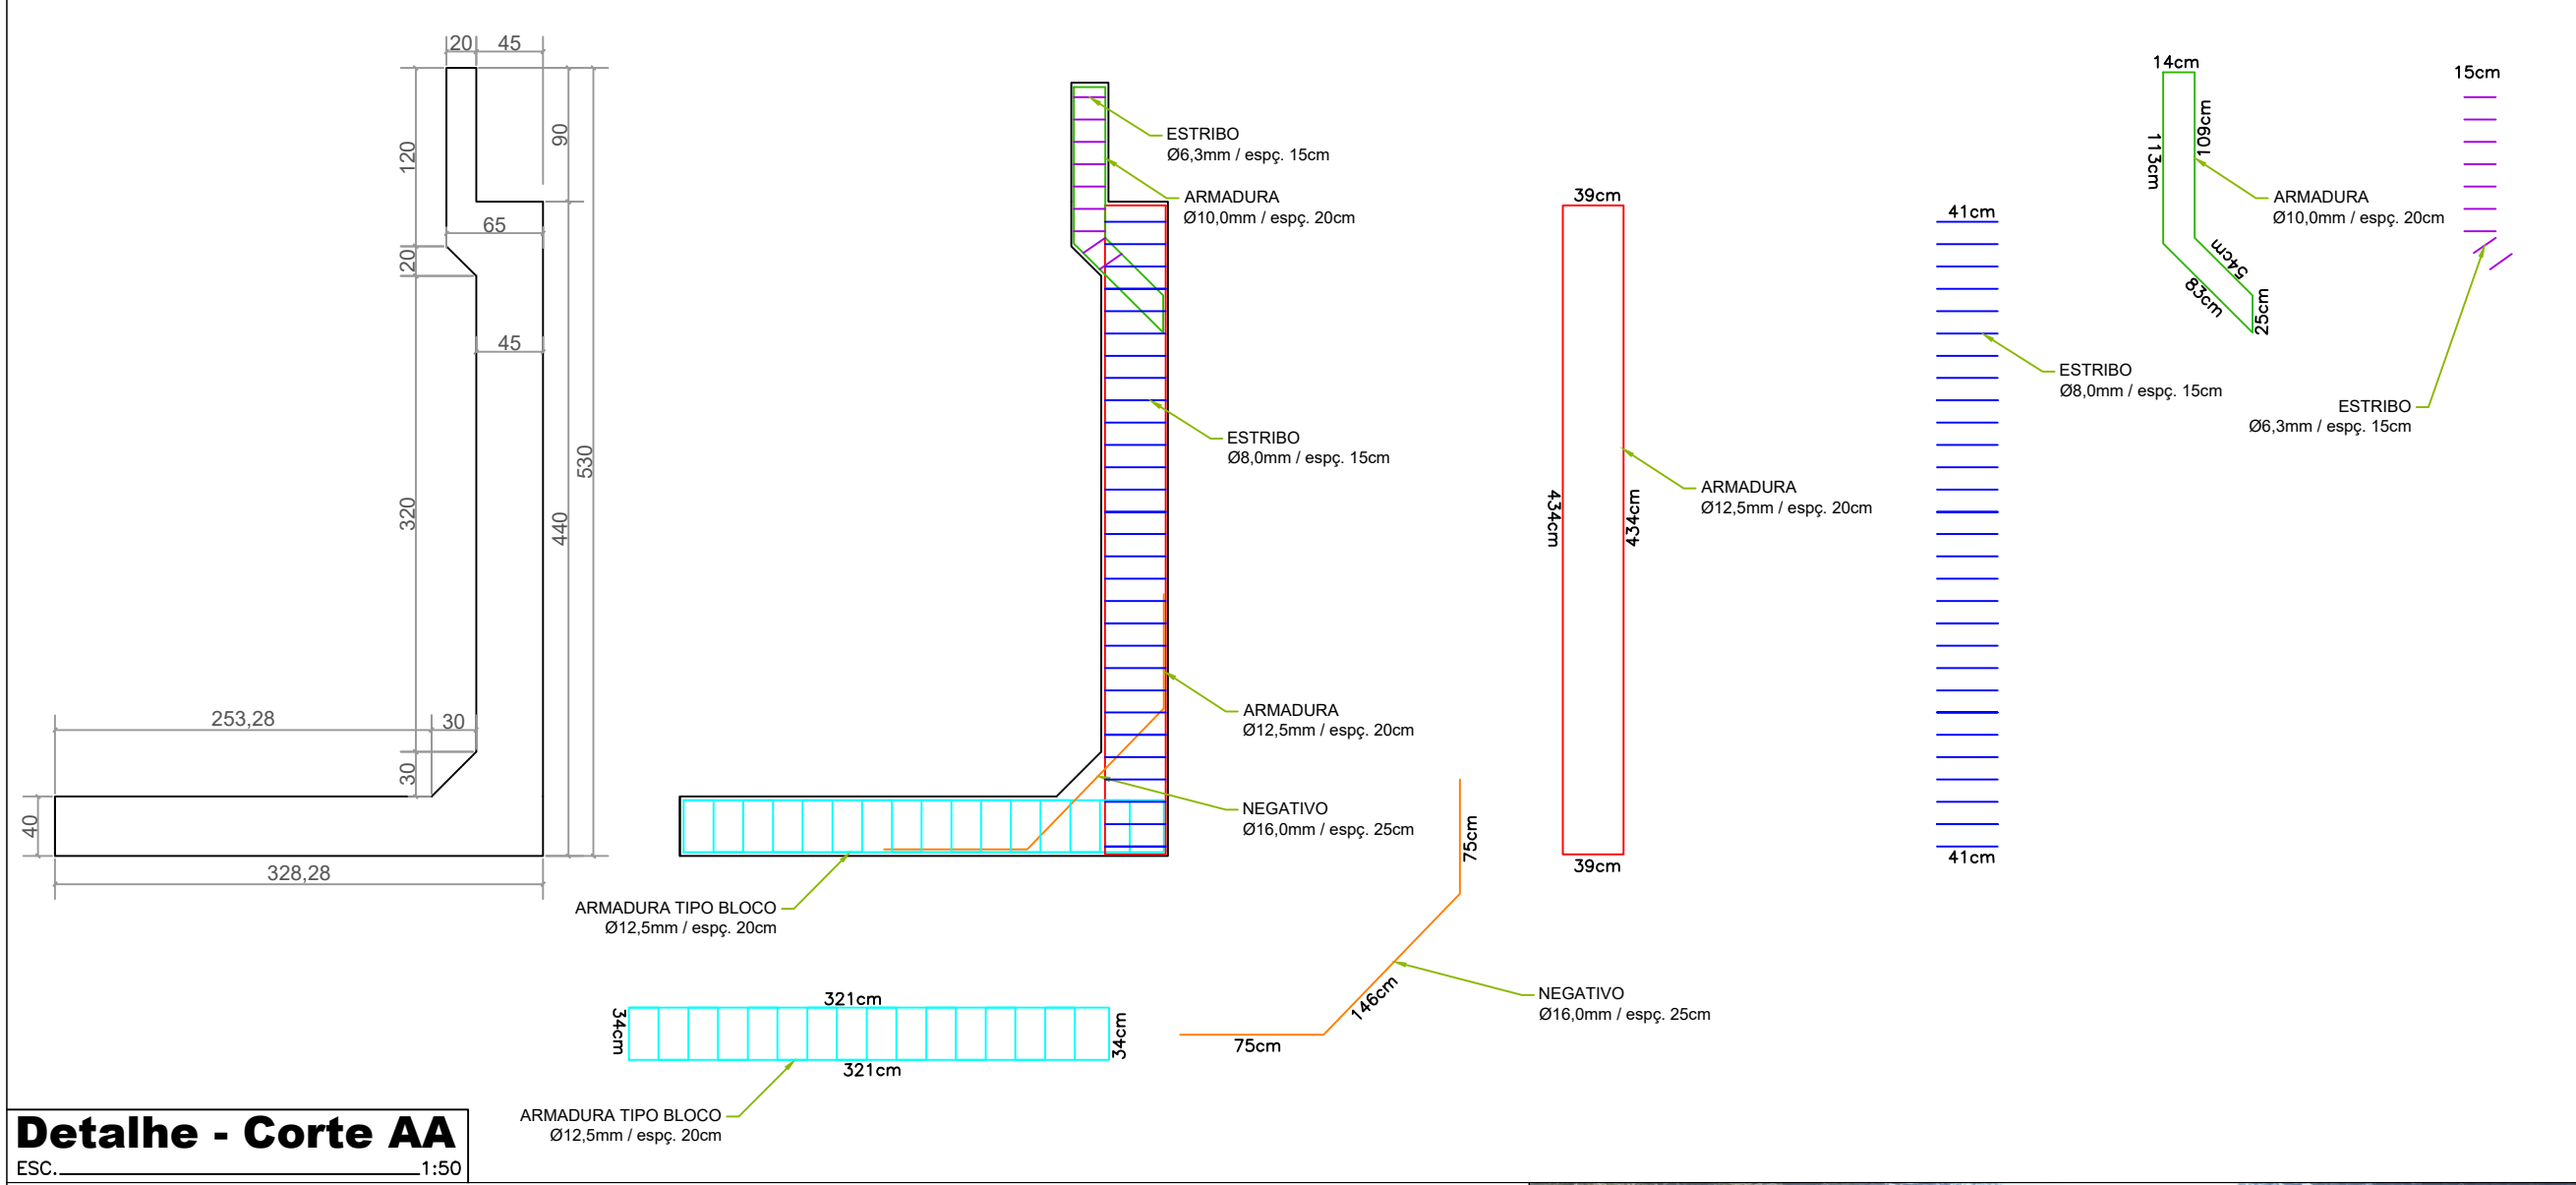 20
45
120
90
65
20
45
530
320
440
253,28
30
30
40
328,28
ESTRIBO
Ø6,3mm / espç. 15cm
ARMADURA
Ø10,0mm / espç. 20cm
ESTRIBO
Ø8,0mm / espç. 15cm
ARMADURA
Ø12,5mm / espç. 20cm
NEGATIVO
Ø16,0mm / espç. 25cm
ARMADURA TIPO BLOCO
Ø12,5mm / espç. 20cm
321cm
34cm
34cm
321cm
ARMADURA TIPO BLOCO
Ø12,5mm / espç. 20cm
75cm
146cm
75cm
NEGATIVO
Ø16,0mm / espç. 25cm
39cm
434cm
434cm
39cm
ARMADURA
Ø12,5mm / espç. 20cm
41cm
41cm
ESTRIBO
Ø8,0mm / espç. 15cm
14cm
113cm
109cm
54cm
83cm
25cm
ARMADURA
Ø10,0mm / espç. 20cm
15cm
ESTRIBO
Ø6,3mm / espç. 15cm
Detalhe - Corte AA
ESC. 1:50